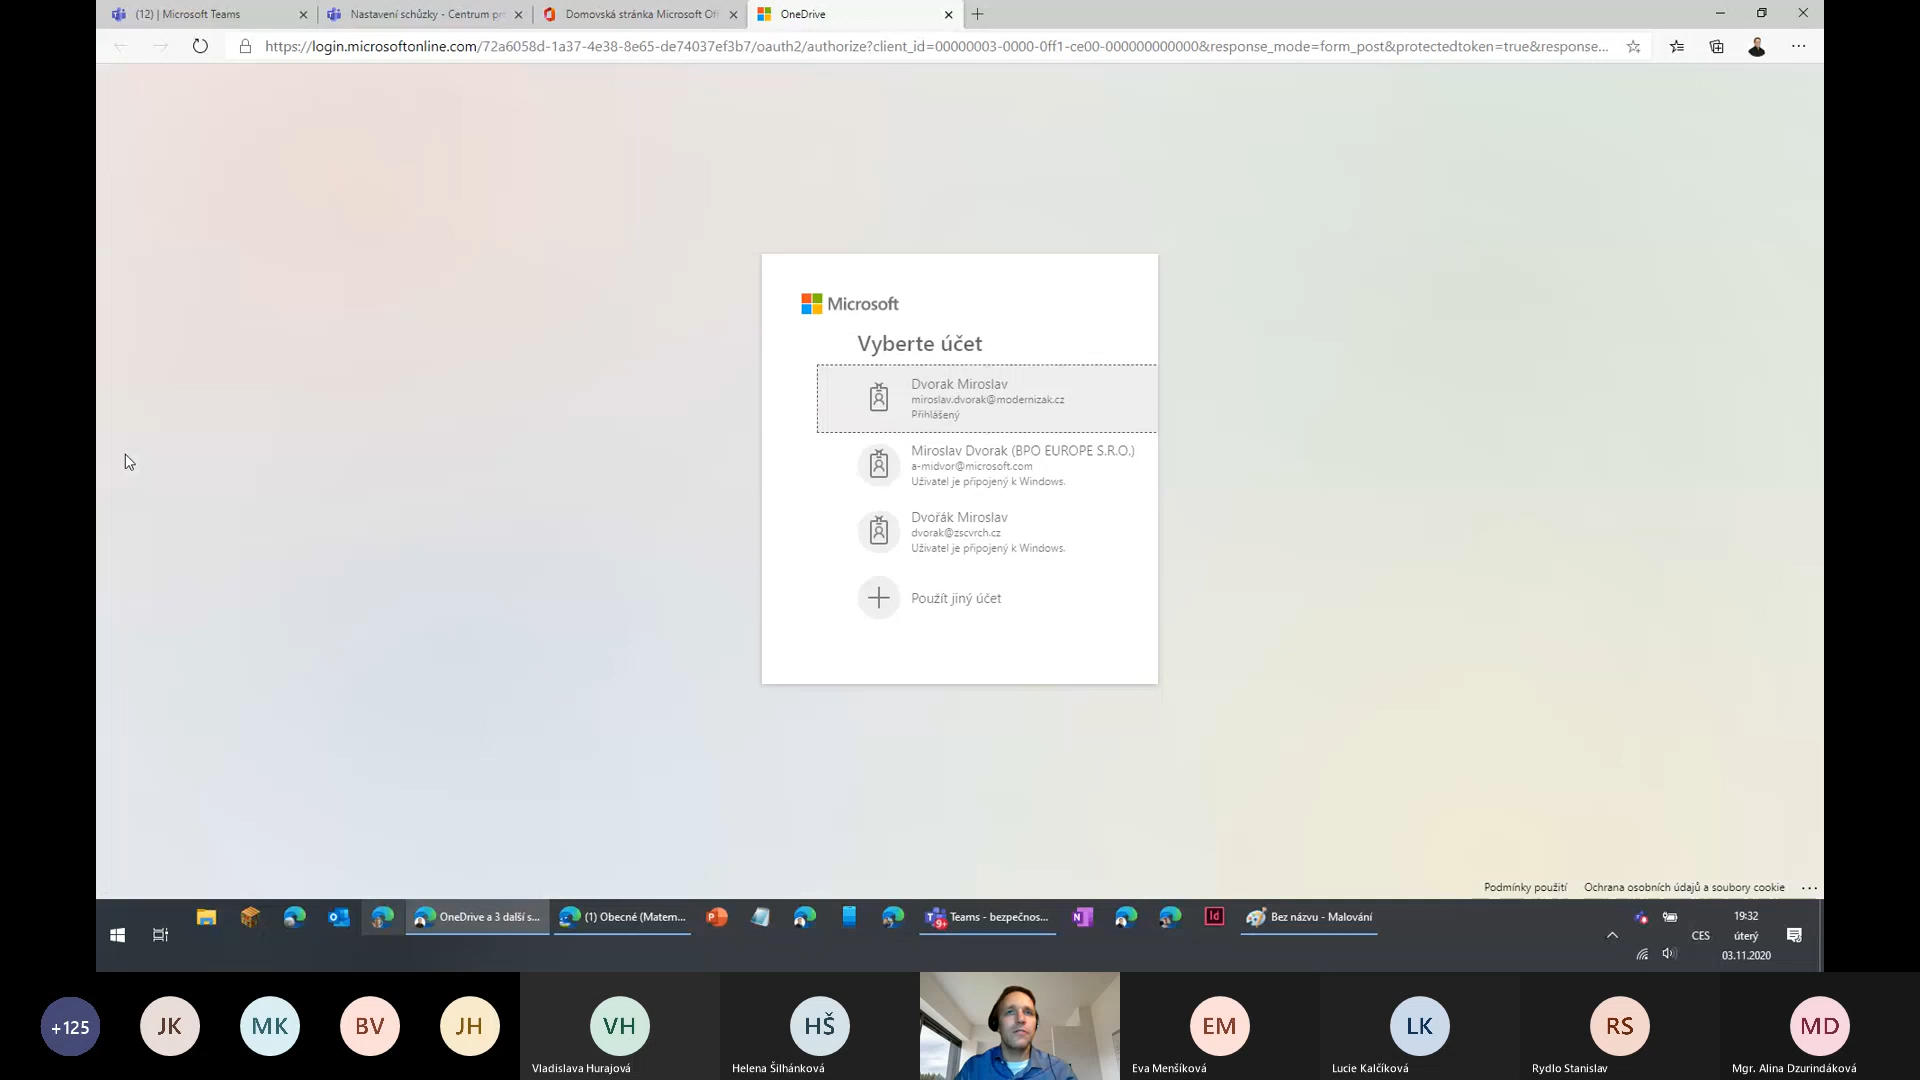 (12) | Microsoft Teams
Nastavení schůzky - Centrum pr
Domovská stránka Microsoft Off
OneDrive
https://login.microsoftonline.com/72a6058d-1a37-4e38-8e65-de74037ef3b7/oauth2/authorize?client_id=00000003-0000-0ff1-ce00-000000000000&response_mode=form_post&protectedtoken=true&response...
Microsoft
Vyberte účet
Dvorak Miroslav
miroslav.dvorak@modernizak.cz
Přihlášený
Miroslav Dvorak (BPO EUROPE S.R.O.)
a-midvor@microsoft.com
Uživatel je připojený k Windows.
Dvořák Miroslav
dvorak@zscvrch.cz
Uživatel je připojený k Windows.
Použít jiný účet
Podmínky použití
Ochrana osobních údajů a soubory cookie
OneDrive a 3 další s...
(1) Obecné (Matem...
Teams - bezpečnos...
9+
Id
Bez názvu - Malování
CES
19:32
úterý
03.11.2020
+125
JK
MK
BV
JH
VH
Vladislava Hurajová
HŠ
Helena Šilhánková
EM
Eva Menšíková
LK
Lucie Kalčíková
RS
Rydlo Stanislav
MD
Mgr. Alina Dzurindáková